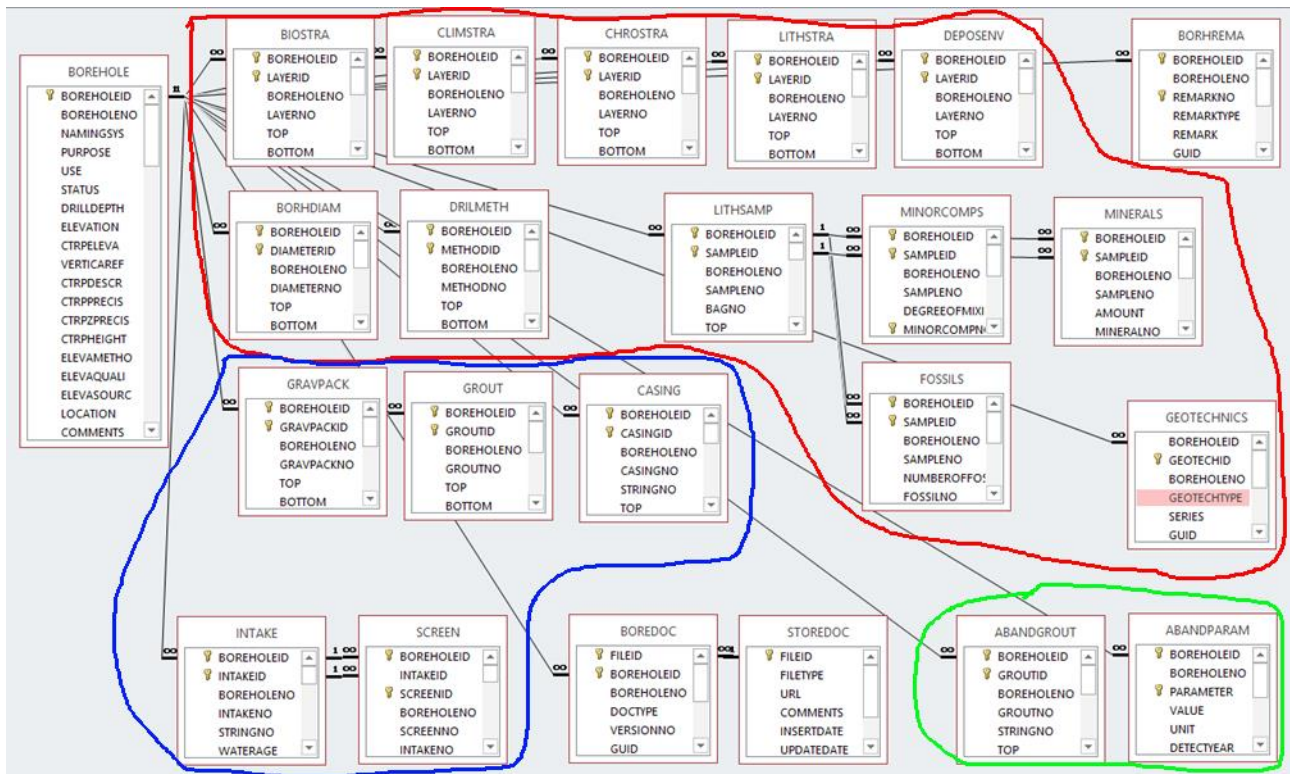 BOREHOLE
BOREHOLEID
BOREHOLENO
NAMINGSYS
PURPOSE
USE
STATUS
DRILLDEPTH
ELEVATION
CTRPELEVA
VERTICAREF
CTRPDESCR
CTRPPRECIS
CTRPZPRECIS
CTRPHEIGHT
ELEVAMETHO
ELEVAQUALI
ELEVASOURC
LOCATION
COMMENTS
11
∞
BIOSTRA
BOREHOLEID
LAYERID
BOREHOLENO
LAYERNO
TOP
BOTTOM
∞
CLIMSTRA
BOREHOLEID
LAYERID
BOREHOLENO
LAYERNO
TOP
BOTTOM
∞
CHROSTRA
BOREHOLEID
LAYERID
BOREHOLENO
LAYERNO
TOP
BOTTOM
∞
LITHSTRA
BOREHOLEID
LAYERID
BOREHOLENO
LAYERNO
TOP
BOTTOM
∞
DEPOSENV
BOREHOLEID
LAYERID
BOREHOLENO
LAYERNO
TOP
BOTTOM
∞
BORHREMA
BOREHOLEID
BOREHOLENO
REMARKNO
REMARKTYPE
REMARK
GUID
∞
BORHDIAM
BOREHOLEID
DIAMETERID
BOREHOLENO
DIAMETERNO
TOP
BOTTOM
∞
DRILMETH
BOREHOLEID
METHODID
BOREHOLENO
METHODNO
TOP
BOTTOM
∞
LITHSAMP
BOREHOLEID
SAMPLEID
BOREHOLENO
SAMPLENO
BAGNO
TOP
1 ∞
1 ∞
MINORCOMPS
BOREHOLEID
SAMPLEID
BOREHOLENO
SAMPLENO
DEGREEOFMIXI
MINORCOMPN
∞
∞
MINERALS
BOREHOLEID
SAMPLEID
BOREHOLENO
SAMPLENO
AMOUNT
MINERALNO
∞
GRAVPACK
BOREHOLEID
GRAVPACKID
BOREHOLENO
GRAVPACKNO
TOP
BOTTOM
∞
GROUT
BOREHOLEID
GROUTID
BOREHOLENO
GROUTNO
TOP
BOTTOM
∞
CASING
BOREHOLEID
CASINGID
BOREHOLENO
CASINGNO
STRINGNO
TOP
∞
∞
FOSSILS
BOREHOLEID
SAMPLEID
BOREHOLENO
SAMPLENO
NUMBEROFFOS
FOSSILNO
∞
GEOTECHNICS
BOREHOLEID
GEOTECHID
BOREHOLENO
GEOTECHTYPE
SERIES
GUID
∞
INTAKE
BOREHOLEID
INTAKEID
BOREHOLENO
INTAKENO
STRINGNO
WATERAGE
1 ∞
1 ∞
SCREEN
BOREHOLEID
INTAKEID
SCREENID
BOREHOLENO
SCREENNO
INTAKENO
∞
BOREDOC
FILEID
BOREHOLEID
BOREHOLENO
DOCTYPE
VERSIONNO
GUID
∞1
STOREDOC
FILEID
FILETYPE
URL
COMMENTS
INSERTDATE
UPDATEDATE
∞
ABANDGROUT
BOREHOLEID
GROUTID
BOREHOLENO
GROUTNO
STRINGNO
TOP
∞
ABANDPARAM
BOREHOLEID
BOREHOLENO
PARAMETER
VALUE
UNIT
DETECTYEAR